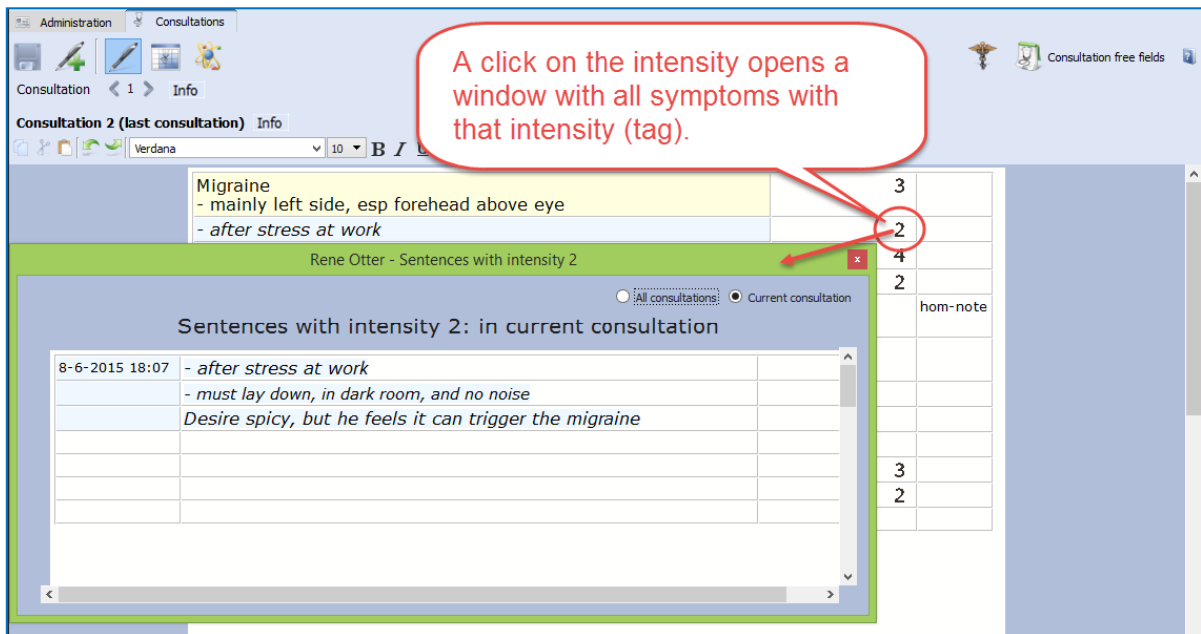 Administration Consultations
Consultation 1 Info
Consultation free fields
A click on the intensity opens a
window with all symptoms with
that intensity (tag).
Consultation 2 (last consultation) Info
Verdana 10 B I U
Migraine 3
- mainly left side, esp forehead above eye
- after stress at work 2
4
2
hom-note
3
2
Rene Otter - Sentences with intensity 2 x
All consultations Current consultation
Sentences with intensity 2: in current consultation
8-6-2015 18:07 - after stress at work
- must lay down, in dark room, and no noise
Desire spicy, but he feels it can trigger the migraine